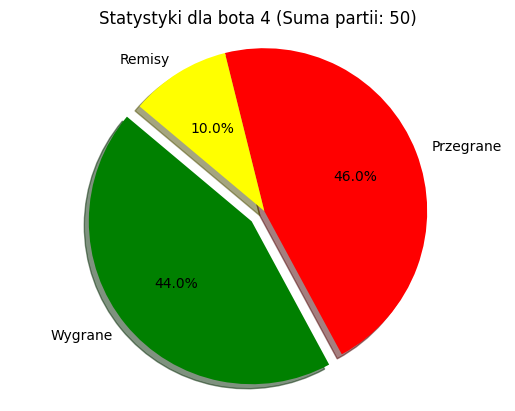 Statystyki dla bota 4 (Suma partii: 50)
Remisy
10.0%
Przegrane
46.0%
44.0%
Wygrane